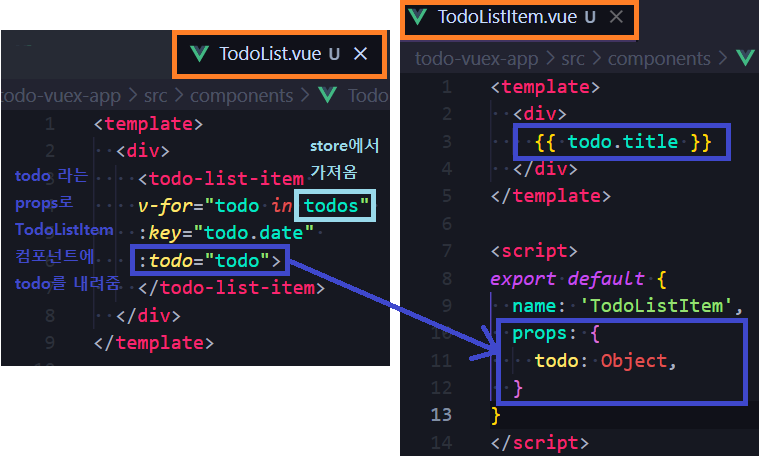 TodoList.vue U ×
todo-vuex-app > src > components > Todo
1 <template>
2 <div>
store에서
가져옴
<todo-list-item
v-for="todo in todos"
:key="todo.date"
:todo="todo">
</todo-list-item>
8 </div>
9 </template>
todo 라는
props로
TodoListItem
컴포넌트에
todo를 내려줌
TodoListItem.vue U ×
todo-vuex-app > src > components >
1 <template>
2 <div>
3 {{ todo.title }}
4 </div>
5 </template>
6
7 <script>
8 export default {
9 name: 'TodoListItem',
10 props: {
11 todo: Object,
12 }
13 }
14 </script>